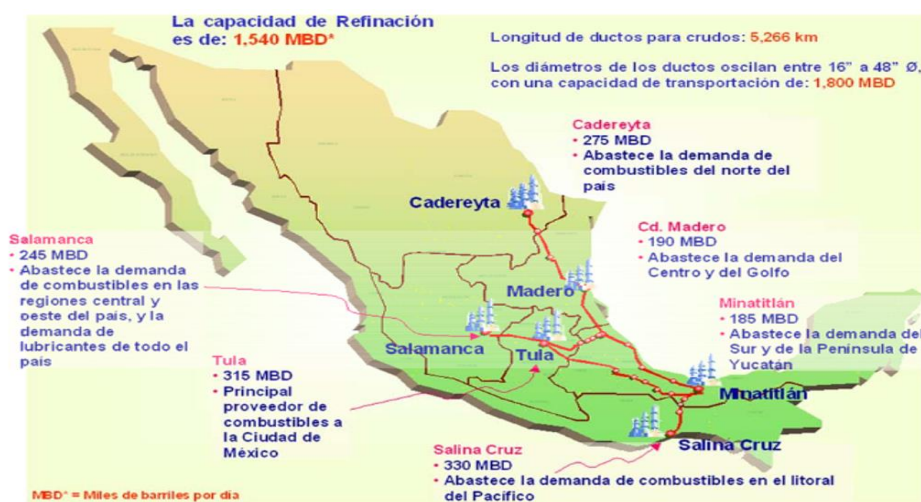 La capacidad de Refinación
es de: 1,540 MBD*
Longitud de ductos para crudos: 5,266 km
Los diámetros de los ductos oscilan entre 16" a 48" Ø,
con una capacidad de transportación de: 1,800 MBD
Cadereyta
• 275 MBD
• Abastece la demanda de
combustibles del norte del
país
Cadereyta
Salamanca
• 245 MBD
• Abastece la demanda
de combustibles en las
regiones central y
oeste del país, y la
demanda de
lubricantes de todo el
país
Cd. Madero
• 190 MBD
• Abastece la demanda del
Centro y del Golfo
Madero
Minatitlán
• 185 MBD
• Abastece la demanda del
Sur y de la Península de
Yucatán
Salamanca
Tula
Tula
• 315 MBD
• Principal
proveedor de
combustibles a
la Ciudad de
México
Minatitlán
Salina Cruz
Salina Cruz
• 330 MBD
• Abastece la demanda de combustibles en el litoral
del Pacífico
MBD* = Miles de barriles por día